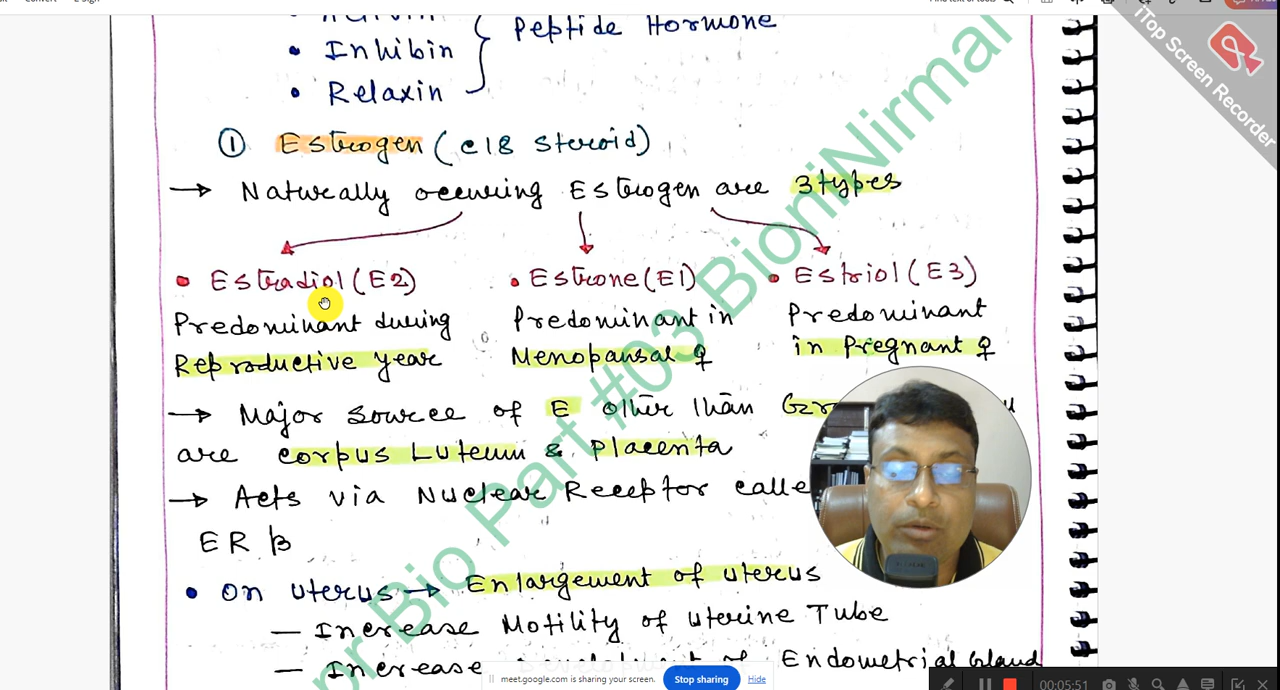 Peptide Hormone
• Inhibin
• Relaxin
① Estrogen (C18 Steroid)
→ Naturally occuring Estrogen are 3 types
• Estradiol (E2)
• Estrone (E1)
• Estriol (E3)
Predominant during
Reproductive year
Predominant in
Menopausal ♀
Predominant
in Pregnant ♀
→ Major source of E other than
are corpus Luteum & Placenta
→ Acts via Nuclear Receptor
ER β
• On uterus → Enlargement of uterus
— Increase Motility of uterine Tube
— Increase of Endometrial Gland
Bio Part #03 BioniNirmar
iTop Screen Recorder
meet.google.com is sharing your screen. Stop sharing Hide
00:05:51